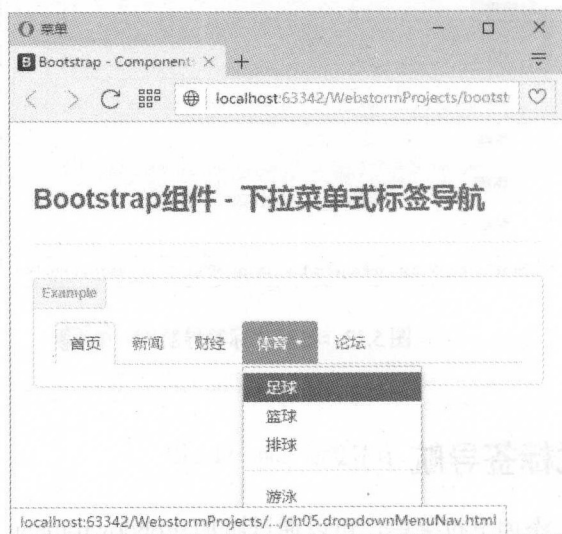 菜单
Bootstrap - Component
localhost:63342/WebstormProjects/bootst
Bootstrap组件 - 下拉菜单式标签导航
Example
首页 新闻 财经 体育 论坛
足球
篮球
排球
游泳
localhost:63342/WebstormProjects/.../ch05.dropdownMenuNav.html